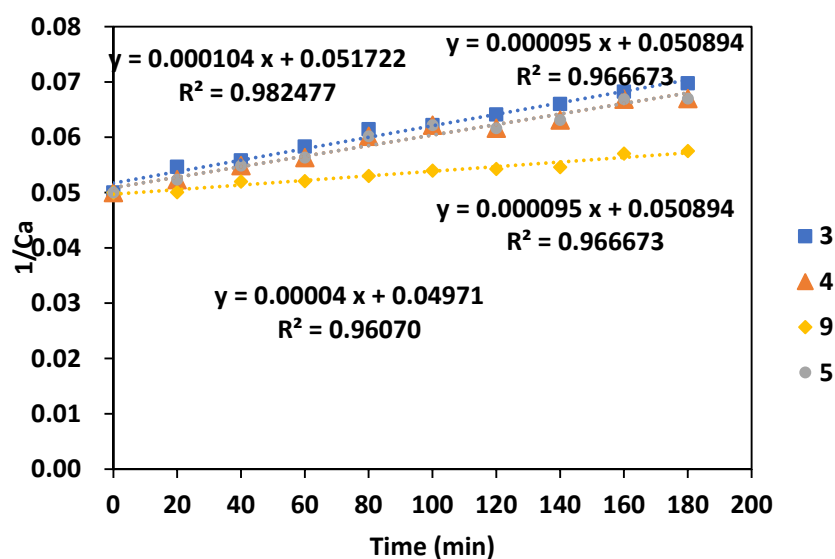 0.08
0.07
0.06
0.05
0.04
0.03
0.02
0.01
0.00
1/Ca
y = 0.000104 x + 0.051722
R² = 0.982477
y = 0.000095 x + 0.050894
R² = 0.966673
y = 0.000095 x + 0.050894
R² = 0.966673
y = 0.00004 x + 0.04971
R² = 0.96070
3
4
9
5
0 20 40 60 80 100 120 140 160 180 200
Time (min)